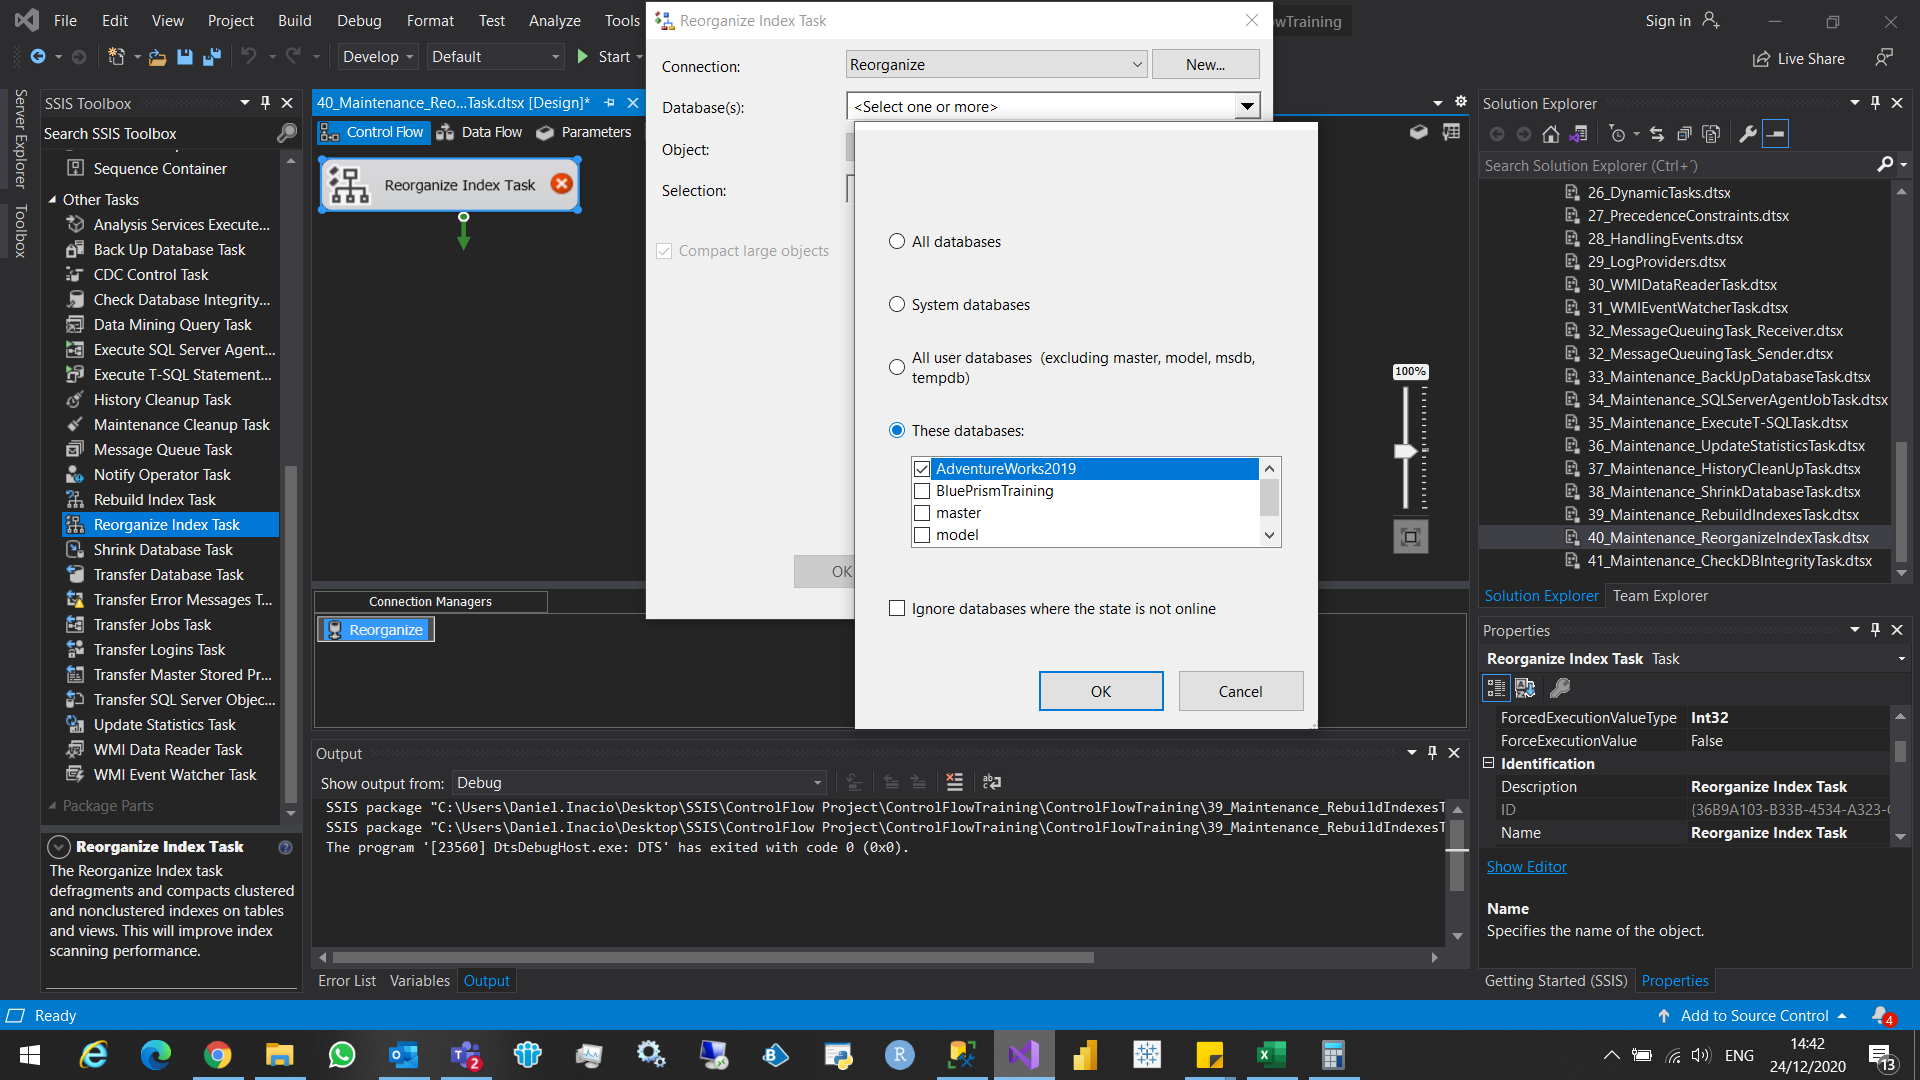 File Edit View Project Build Debug Format Test Analyze Tools
wTraining
Sign in
Develop Default Start
Live Share
Server Explorer
Toolbox
SSIS Toolbox
Search SSIS Toolbox
Sequence Container
Other Tasks
Analysis Services Execute...
Back Up Database Task
CDC Control Task
Check Database Integrity...
Data Mining Query Task
Execute SQL Server Agent...
Execute T-SQL Statement...
History Cleanup Task
Maintenance Cleanup Task
Message Queue Task
Notify Operator Task
Rebuild Index Task
Reorganize Index Task
Shrink Database Task
Transfer Database Task
Transfer Error Messages T...
Transfer Jobs Task
Transfer Logins Task
Transfer Master Stored Pr...
Transfer SQL Server Objec...
Update Statistics Task
WMI Data Reader Task
WMI Event Watcher Task
Package Parts
Reorganize Index Task
The Reorganize Index task
defragments and compacts clustered
and nonclustered indexes on tables
and views. This will improve index
scanning performance.
40_Maintenance_Reo...Task.dtsx [Design]*
Control Flow Data Flow Parameters
Reorganize Index Task
100%
Connection Managers
Reorganize
Reorganize Index Task
Connection: Reorganize New...
Database(s): <Select one or more>
Object:
Selection:
Compact large objects
OK
All databases
System databases
All user databases (excluding master, model, msdb,
tempdb)
These databases:
AdventureWorks2019
BluePrismTraining
master
model
Ignore databases where the state is not online
OK Cancel
Output
Show output from: Debug
SSIS package "C:\Users\Daniel.Inacio\Desktop\SSIS\ControlFlow Project\ControlFlowTraining\ControlFlowTraining\39_Maintenance_RebuildIndexesT
SSIS package "C:\Users\Daniel.Inacio\Desktop\SSIS\ControlFlow Project\ControlFlowTraining\ControlFlowTraining\39_Maintenance_RebuildIndexesT
The program '[23560] DtsDebugHost.exe: DTS' has exited with code 0 (0x0).
Error List Variables Output
Solution Explorer
Search Solution Explorer (Ctrl+´)
26_DynamicTasks.dtsx
27_PrecedenceConstraints.dtsx
28_HandlingEvents.dtsx
29_LogProviders.dtsx
30_WMIDataReaderTask.dtsx
31_WMIEventWatcherTask.dtsx
32_MessageQueuingTask_Receiver.dtsx
32_MessageQueuingTask_Sender.dtsx
33_Maintenance_BackUpDatabaseTask.dtsx
34_Maintenance_SQLServerAgentJobTask.dtsx
35_Maintenance_ExecuteT-SQLTask.dtsx
36_Maintenance_UpdateStatisticsTask.dtsx
37_Maintenance_HistoryCleanUpTask.dtsx
38_Maintenance_ShrinkDatabaseTask.dtsx
39_Maintenance_RebuildIndexesTask.dtsx
40_Maintenance_ReorganizeIndexTask.dtsx
41_Maintenance_CheckDBIntegrityTask.dtsx
Solution Explorer Team Explorer
Properties
Reorganize Index Task Task
ForcedExecutionValueType Int32
ForceExecutionValue False
Identification
Description Reorganize Index Task
ID {36B9A103-B33B-4534-A323-
Name Reorganize Index Task
Show Editor
Name
Specifies the name of the object.
Getting Started (SSIS) Properties
Ready
Add to Source Control 4
2
ENG
14:42
24/12/2020
13